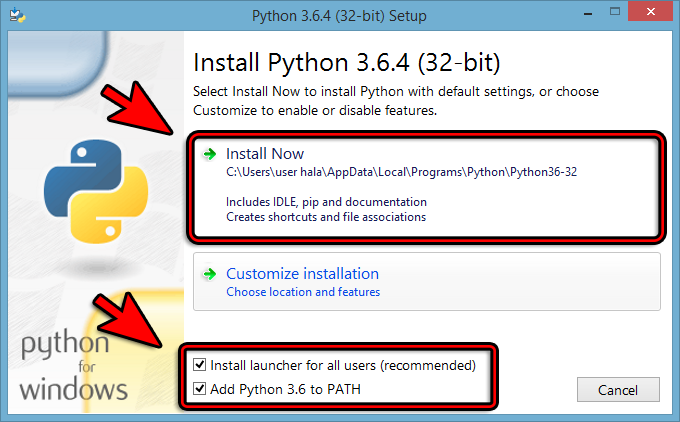 Python 3.6.4 (32-bit) Setup
Install Python 3.6.4 (32-bit)
Select Install Now to install Python with default settings, or choose
Customize to enable or disable features.
Install Now
C:\Users\user hala\AppData\Local\Programs\Python\Python36-32
Includes IDLE, pip and documentation
Creates shortcuts and file associations
Customize installation
Choose location and features
python
for
windows
Install launcher for all users (recommended)
Add Python 3.6 to PATH
Cancel